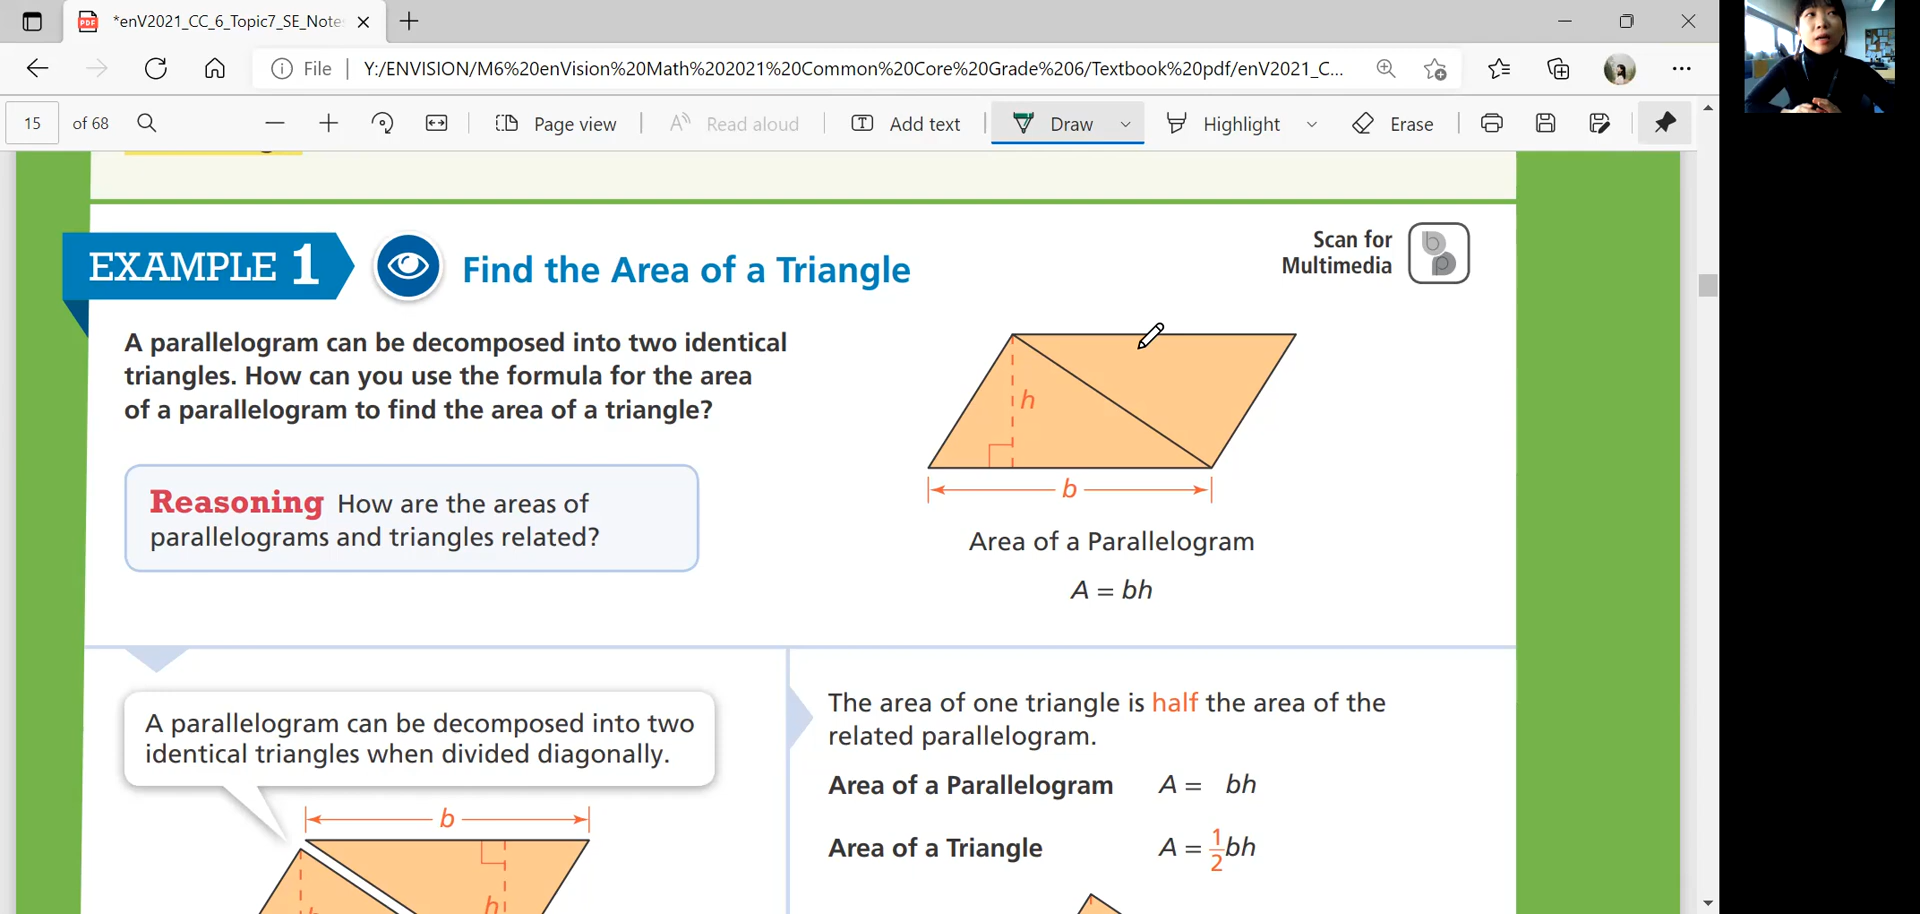 *enV2021_CC_6_Topic7_SE_Note
File
Y:/ENVISION/M6%20enVision%20Math%202021%20Common%20Core%20Grade%206/Textbook%20pdf/enV2021_C...
15 of 68
Page view
Read aloud
Add text
Draw
Highlight
Erase
EXAMPLE 1
Find the Area of a Triangle
Scan for
Multimedia
A parallelogram can be decomposed into two identical
triangles. How can you use the formula for the area
of a parallelogram to find the area of a triangle?
Reasoning How are the areas of
parallelograms and triangles related?
h
b
Area of a Parallelogram
A = bh
A parallelogram can be decomposed into two
identical triangles when divided diagonally.
b
h
h
The area of one triangle is half the area of the
related parallelogram.
Area of a Parallelogram A = bh
Area of a Triangle A = 1/2 bh